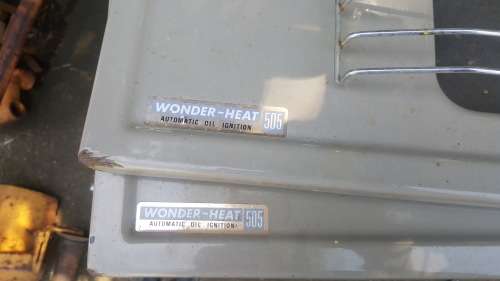 WONDER-HEAT 505
AUTOMATIC OIL IGNITION
WONDER-HEAT 505
AUTOMATIC OIL IGNITION